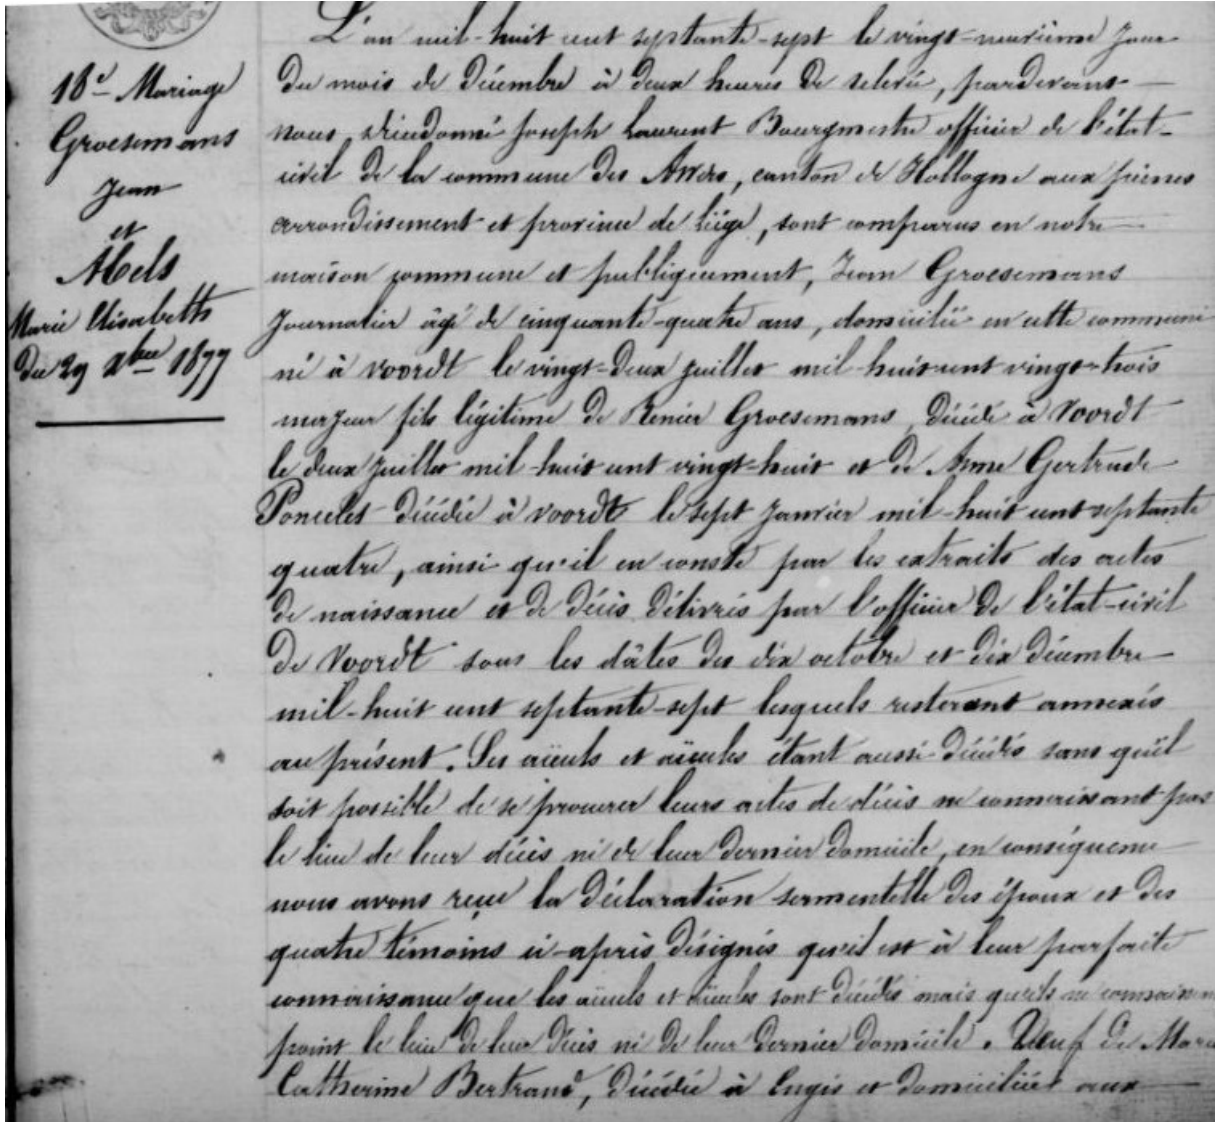 18e Mariage
Groesemans
Jean
et
Abels
Marie Elisabeth
du 29 Xbre 1877
L'an mil-huit cent septante-sept le vingt-neuvième jour
du mois de décembre à deux heures de relevée, pardevant
nous, Dieudonné Joseph Laurent Bourgmestre officier de l'état-
civil de la commune des Awirs, canton de Hollogne aux pierres
arrondissement et province de Liége, sont comparus en notre
maison commune et publiquement, Jean Groesemans
Journalier âgé de cinquante-quatre ans, domicilié en cette commune
né à Voordt le vingt-deux juillet mil-huit cent vingt-trois
majeur fils légitime de Renier Groesemans, décédé à Voordt
le deux juillet mil-huit cent vingt-huit et de Anne Gertrude
Poncelet décédée à Voordt le sept Janvier mil-huit cent septante
quatre, ainsi qu'il en conste par les extraits des actes
de naissance et de décès délivrés par l'officier de l'état-civil
de Voordt sous les dâtes des dix octobre et dix décembre
mil-huit cent septante-sept lesquels resteront annexés
au présent. Ses aïeuls et aïeules étant aussi décédés sans qu'il
soit possible de se procurer leurs actes de décès ne connaissant pas
le lieu de leur décès ni de leur dernier domicile, en conséquence
nous avons reçu la déclaration sermentelle des époux et des
quatre témoins ci-après désignés qu'il est à leur parfaite
connaissance que les aïeuls et aïeules sont décédés mais qu'ils ne connaissent
point le lieu de leur décès ni de leur dernier domicile. Veuf de Marie
Catherine Bertrand, décédée à Engis et domiciliée aux